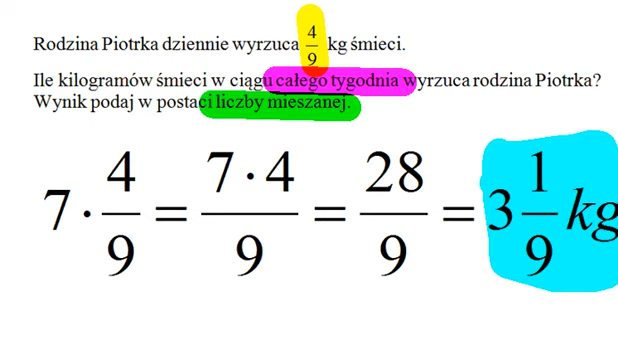 Rodzina Piotrka dziennie wyrzuca 4/9 kg śmieci.
Ile kilogramów śmieci w ciągu całego tygodnia wyrzuca rodzina Piotrka?
Wynik podaj w postaci liczby mieszanej.
7 · 4/9 = 7 · 4/9 = 28/9 = 3 1/9 kg